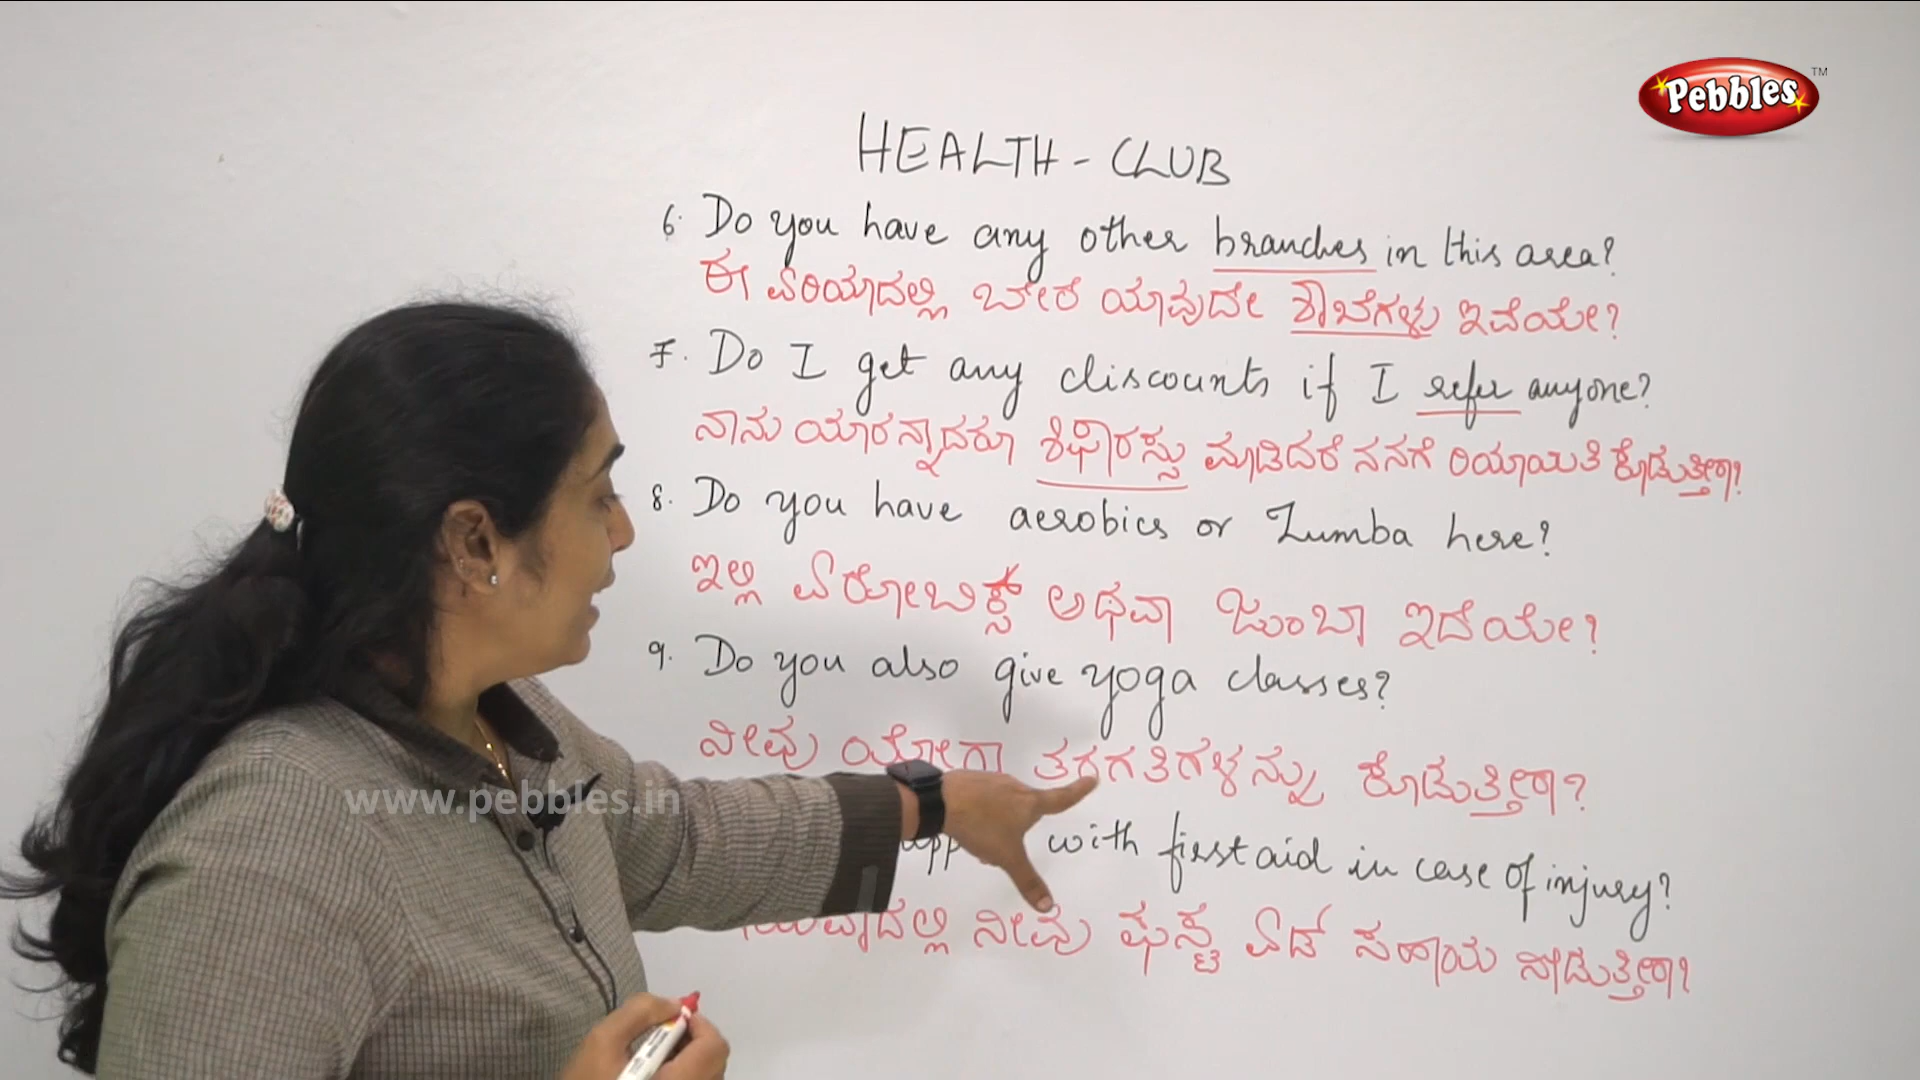 Pebbles TM
HEALTH - CLUB
6. Do you have any other branches in this area?
ಈ ಏರಿಯಾದಲ್ಲಿ ಬೇರೆ ಯಾವುದೇ ಶಾಖೆಗಳು ಇವೆಯೇ?
7. Do I get any discounts if I refer anyone?
ನಾನು ಯಾರನ್ನಾದರೂ ಶಿಫಾರಸ್ಸು ಮಾಡಿದರೆ ನನಗೆ ರಿಯಾಯಿತಿ ಕೊಡುತ್ತೀರಾ?
8. Do you have aerobics or Zumba here?
ಇಲ್ಲಿ ಏರೋಬಿಕ್ಸ್ ಅಥವಾ ಜುಂಬಾ ಇದೆಯೇ?
9. Do you also give yoga classes?
ನೀವು ಯೋಗಾ ತರಗತಿಗಳನ್ನು ಕೊಡುತ್ತೀರಾ?
www.pebbles.in
with first aid in case of injury?
ನೀವು ಫಸ್ಟ ಏಡ್ ಸಹಾಯ ನೀಡುತ್ತೀರಾ?